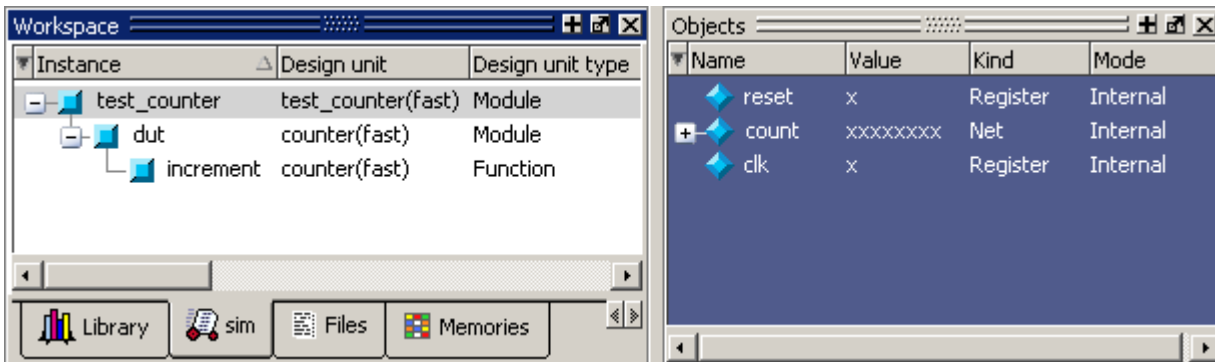 Workspace
Instance Design unit Design unit type
test_counter test_counter(fast) Module
dut counter(fast) Module
increment counter(fast) Function
Library sim Files Memories
Objects
Name Value Kind Mode
reset x Register Internal
count xxxxxxxx Net Internal
clk x Register Internal